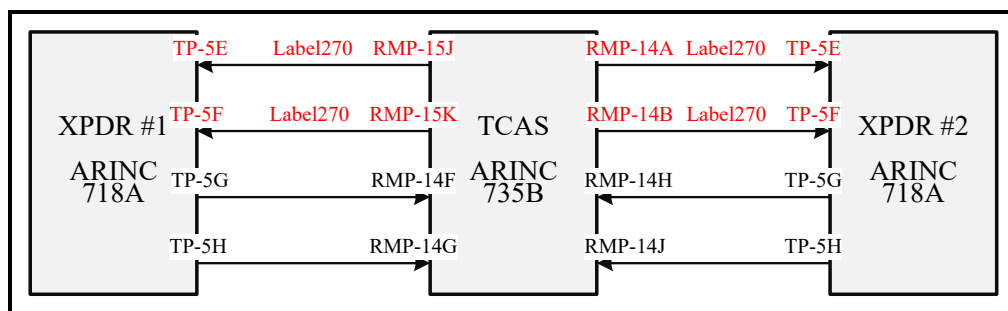 TP-5E Label270 RMP-15J RMP-14A Label270 TP-5E
TP-5F Label270 RMP-15K RMP-14B Label270 TP-5F
XPDR #1 TCAS XPDR #2
ARINC ARINC ARINC
718A 735B 718A
TP-5G RMP-14F RMP-14H TP-5G
TP-5H RMP-14G RMP-14J TP-5H